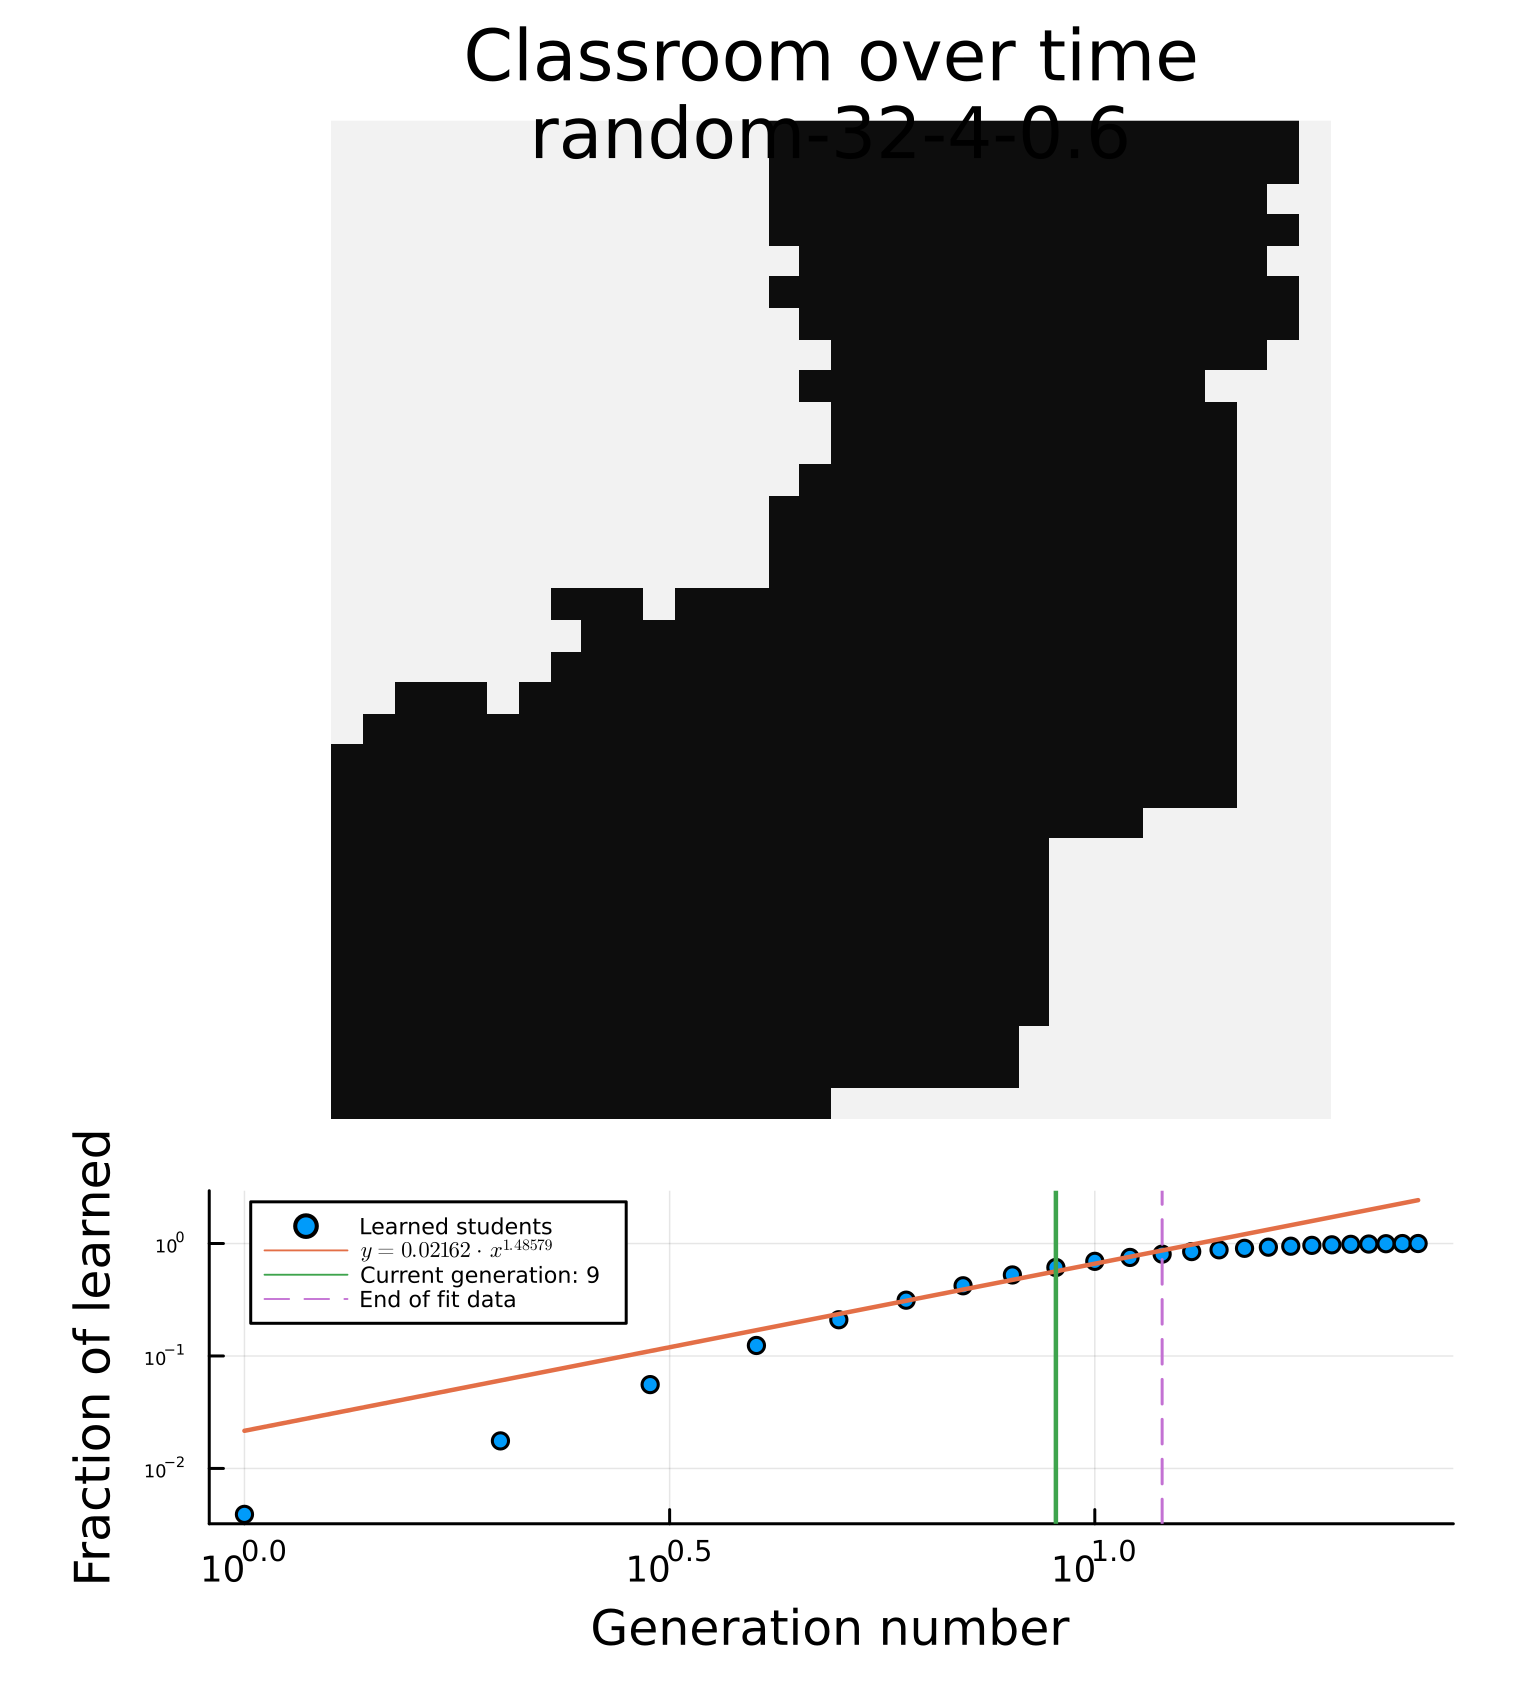 Classroom over time
random-32-4-0.6
Fraction of learned
10^0
10^-1
10^-2
Learned students
y = 0.02162 · x^1.48579
Current generation: 9
End of fit data
10^0.0 10^0.5 10^1.0
Generation number